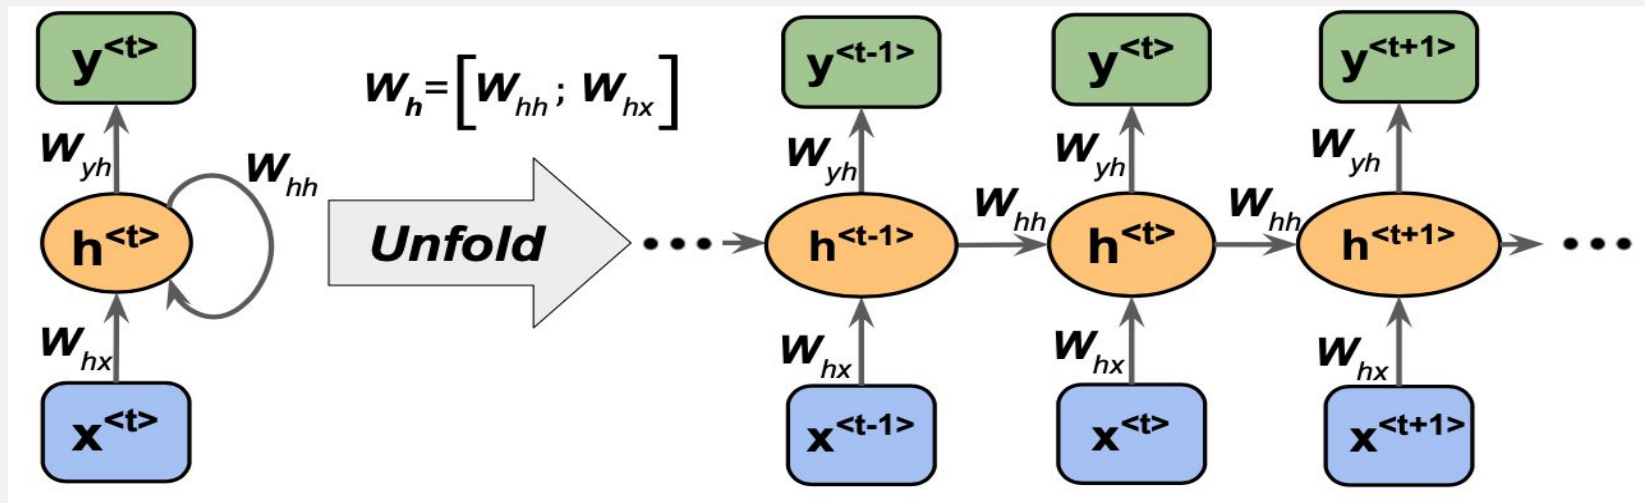 y<t>
W_yh
W_hh
h<t>
W_hx
x<t>
W_h=[W_hh ; W_hx]
Unfold
y<t-1> y<t> y<t+1>
W_yh W_yh W_yh
W_hh W_hh
••• h<t-1> h<t> h<t+1> •••
W_hx W_hx W_hx
x<t-1> x<t> x<t+1>